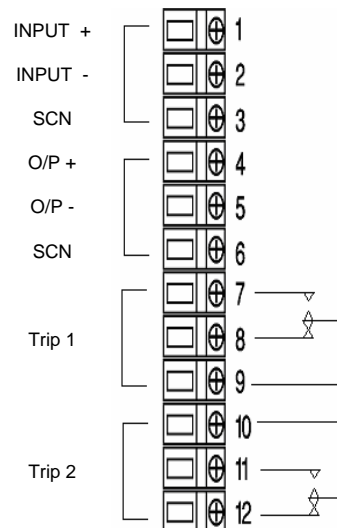 INPUT + 1
INPUT - 2
SCN 3
O/P + 4
O/P - 5
SCN 6
7
Trip 1 8
9
10
Trip 2 11
12